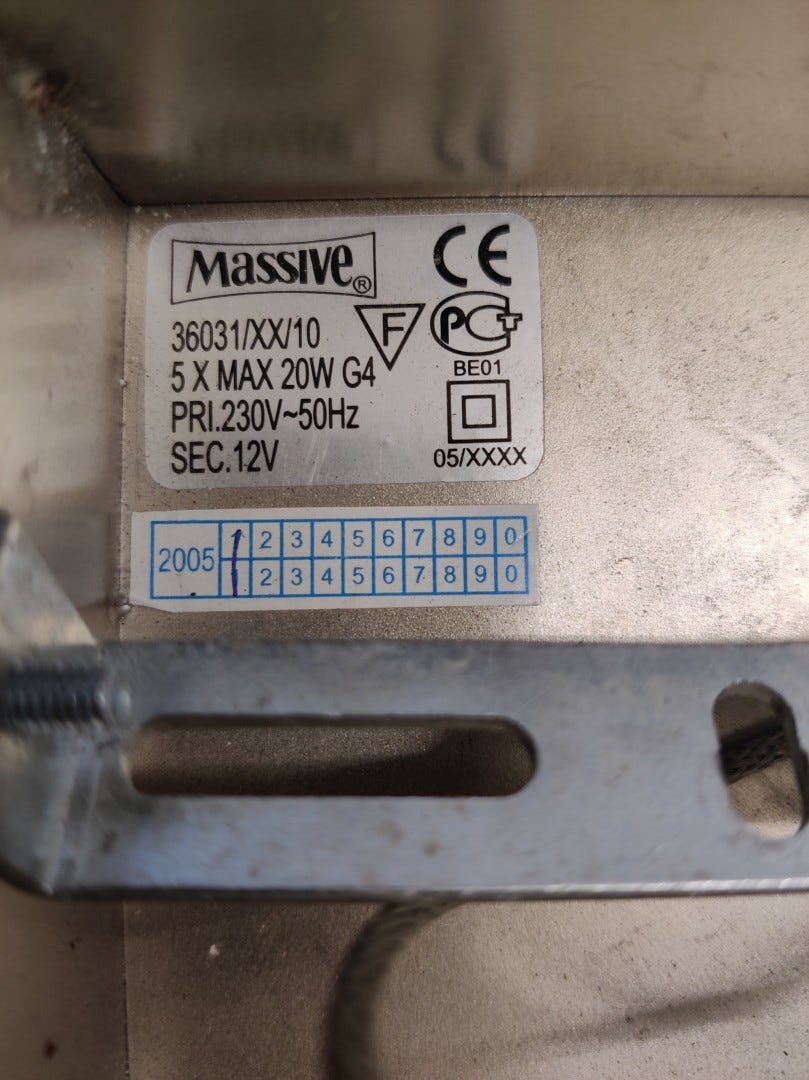 Massive®
CE
36031/XX/10
F
PCT
5 X MAX 20W G4
BE01
PRI.230V~50Hz
SEC.12V
05/XXXX
2005 1 2 3 4 5 6 7 8 9 0
1 2 3 4 5 6 7 8 9 0